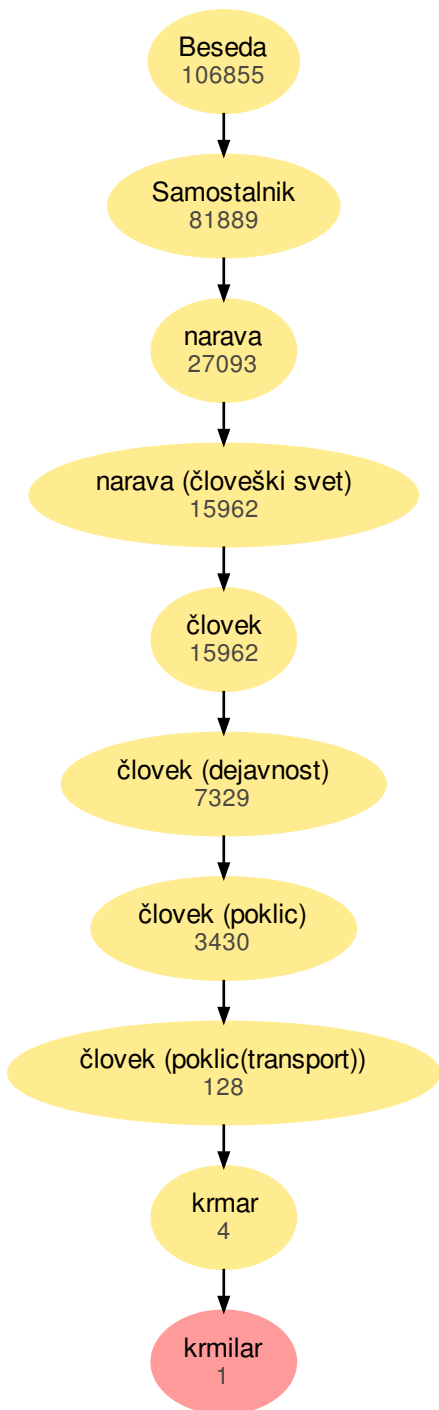 Beseda
106855
Samostalnik
81889
narava
27093
narava (človeški svet)
15962
človek
15962
človek (dejavnost)
7329
človek (poklic)
3430
človek (poklic(transport))
128
krmar
4
krmilar
1